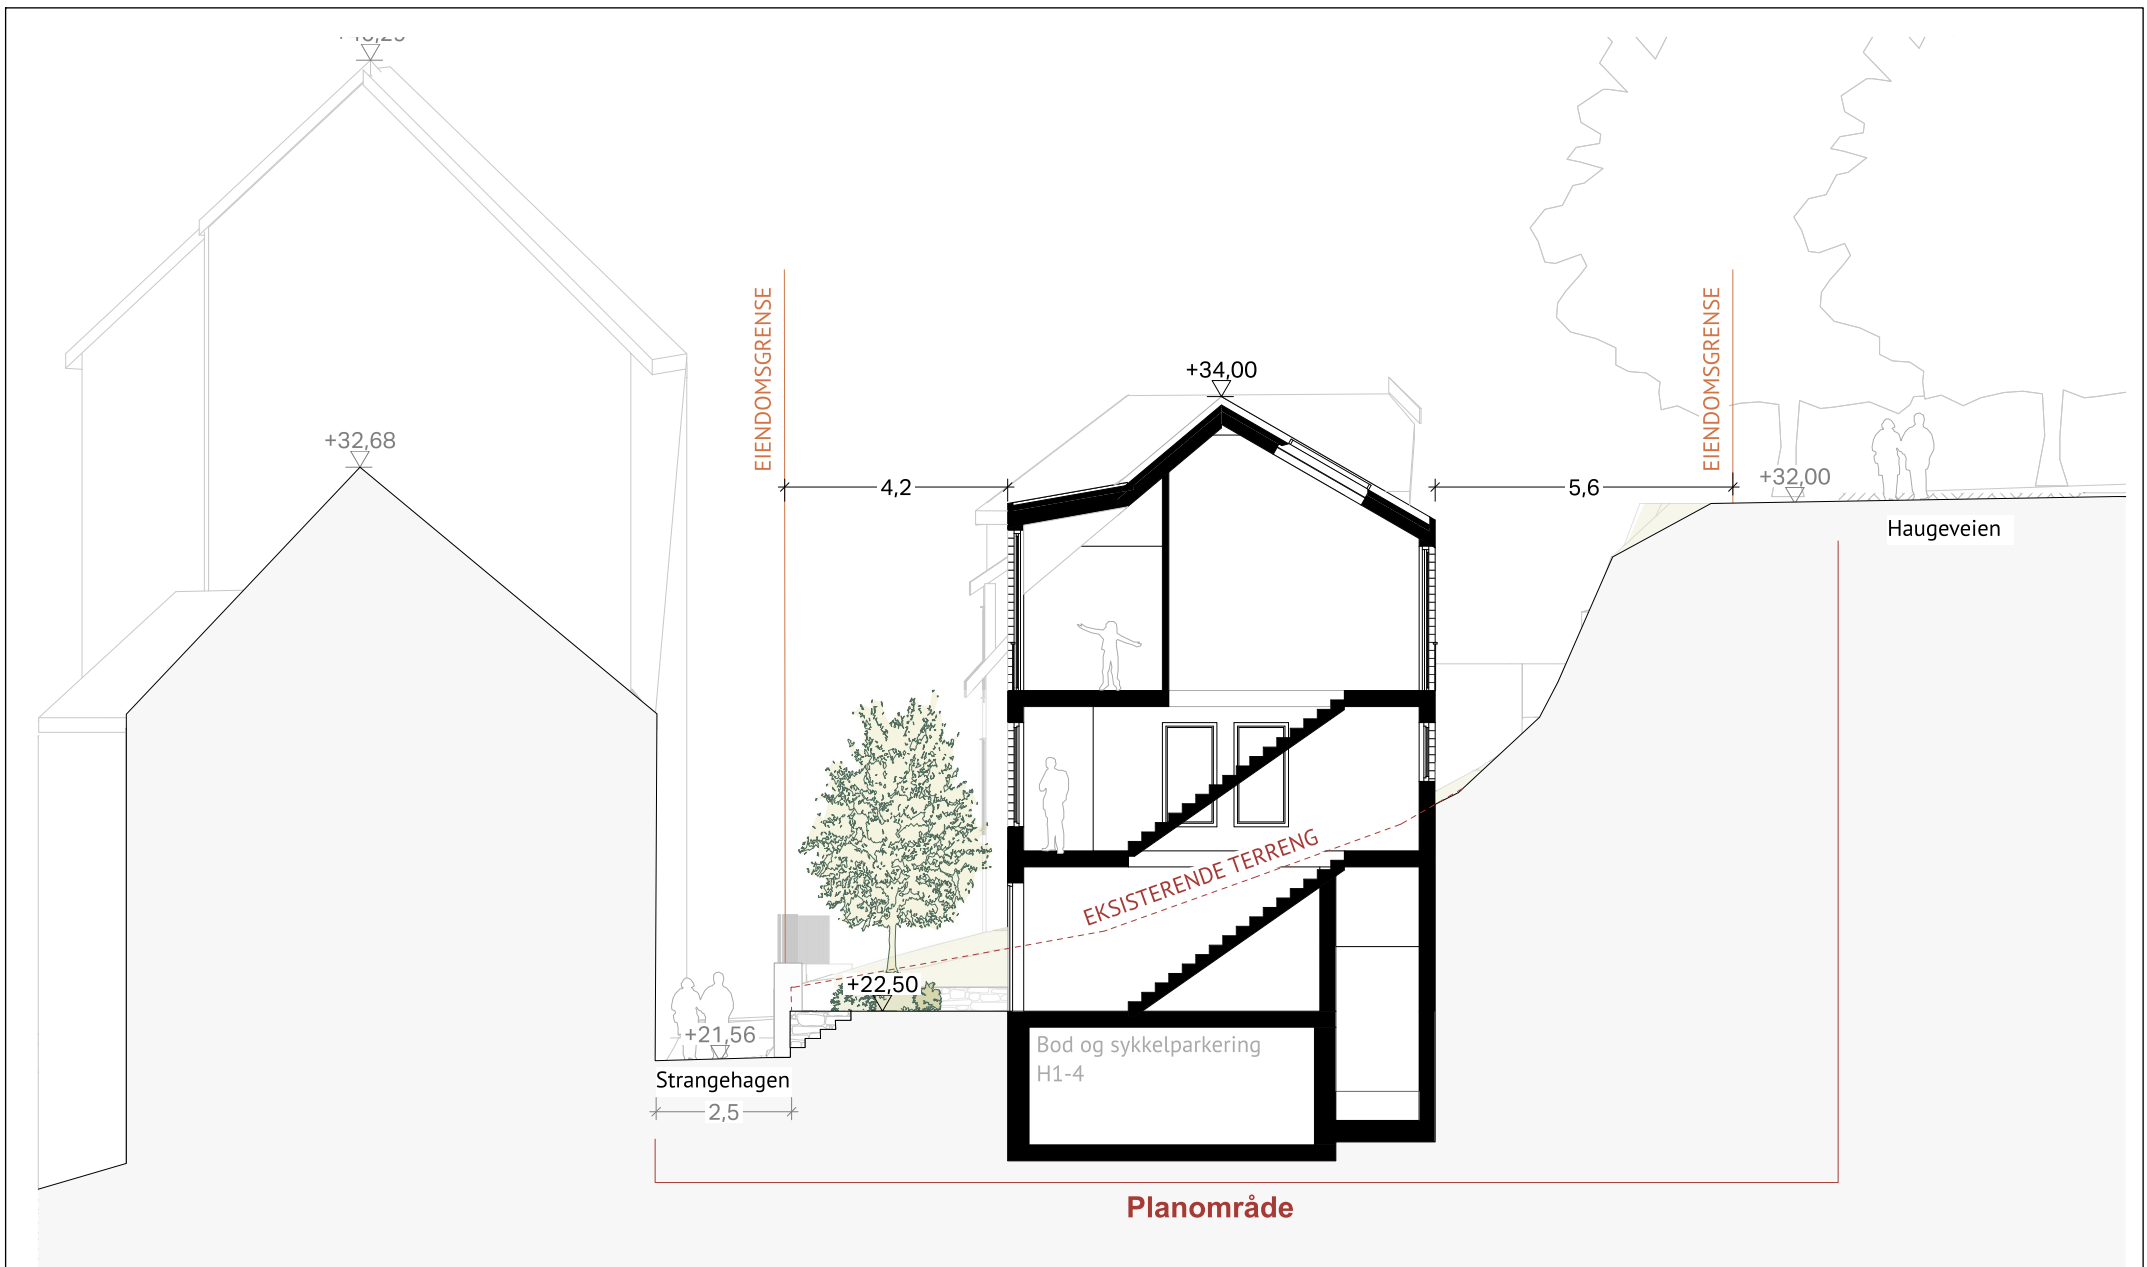 EIENDOMSGRENSE
EIENDOMSGRENSE
+34,00
+32,68
+32,00
4,2
5,6
Haugeveien
EKSISTERENDE TERRENG
+22,50
+21,56
Bod og sykkelparkering
H1-4
Strangehagen
2,5
Planområde